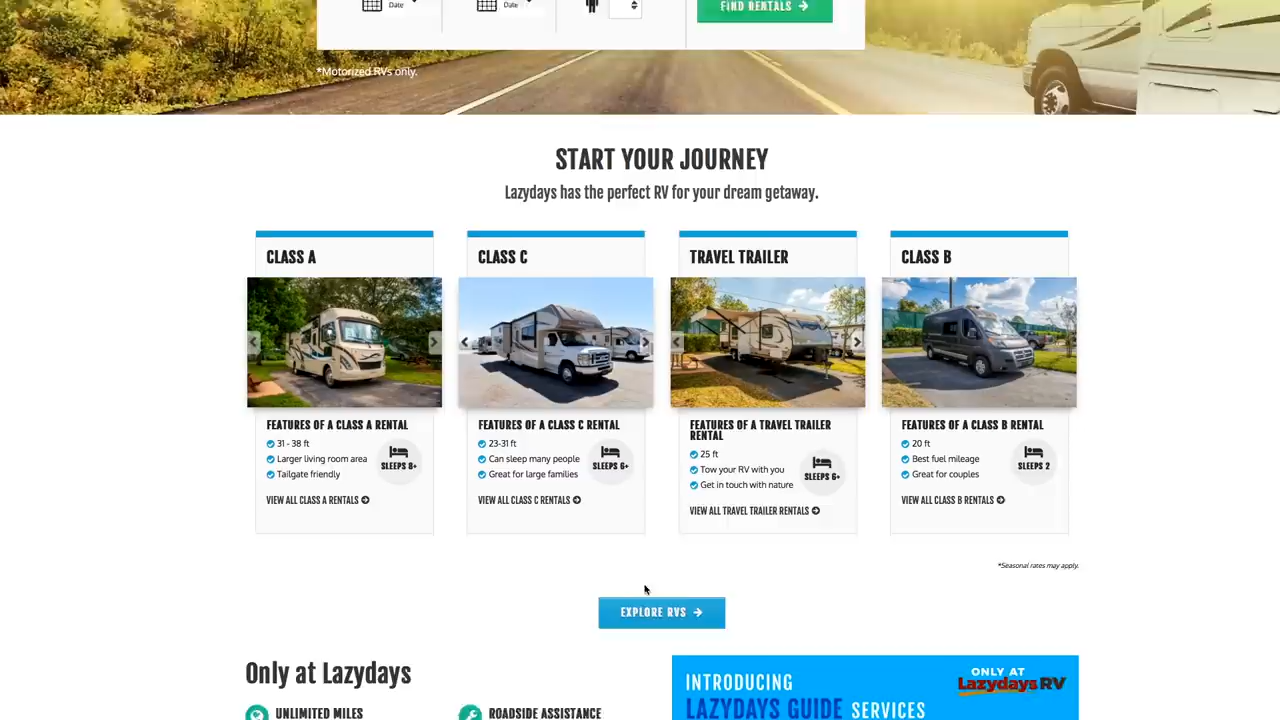 Date
Date
FIND RENTALS
*Motorized RVs only.
START YOUR JOURNEY
Lazydays has the perfect RV for your dream getaway.
CLASS A
FEATURES OF A CLASS A RENTAL
31 - 38 ft
Larger living room area
Tailgate friendly
SLEEPS 8+
VIEW ALL CLASS A RENTALS
CLASS C
FEATURES OF A CLASS C RENTAL
23-31 ft
Can sleep many people
Great for large families
SLEEPS 6+
VIEW ALL CLASS C RENTALS
TRAVEL TRAILER
FEATURES OF A TRAVEL TRAILER
RENTAL
25 ft
Tow your RV with you
Get in touch with nature
SLEEPS 6+
VIEW ALL TRAVEL TRAILER RENTALS
CLASS B
FEATURES OF A CLASS B RENTAL
20 ft
Best fuel mileage
Great for couples
SLEEPS 2
VIEW ALL CLASS B RENTALS
*Seasonal rates may apply.
EXPLORE RVS
Only at Lazydays
UNLIMITED MILES
ROADSIDE ASSISTANCE
INTRODUCING
LAZYDAYS GUIDE SERVICES
ONLY AT
Lazydays RV